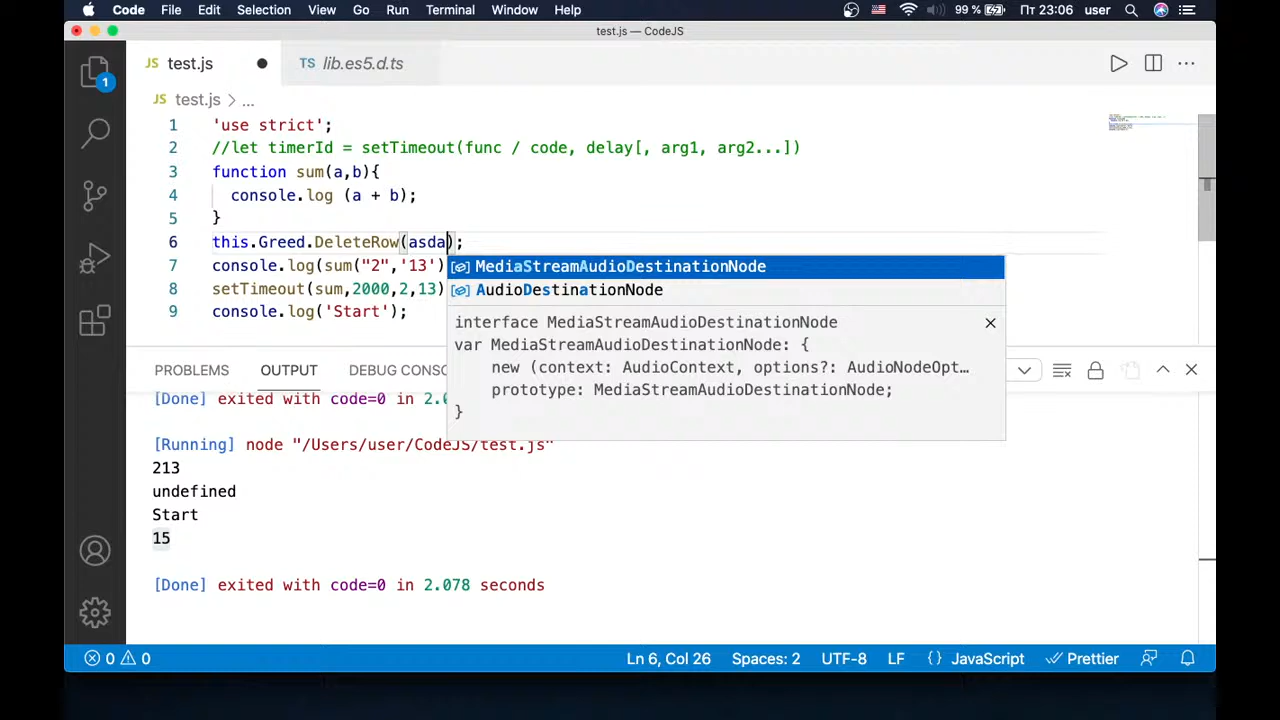 Code File Edit Selection View Go Run Terminal Window Help 99 % Пт 23:06 user
test.js — CodeJS
JS test.js TS lib.es5.d.ts
JS test.js > ...
1 'use strict';
2 //let timerId = setTimeout(func / code, delay[, arg1, arg2...])
3 function sum(a,b){
4 console.log (a + b);
5 }
6 this.Greed.DeleteRow(asda);
7 console.log(sum("2",'13')
8 setTimeout(sum,2000,2,13)
9 console.log('Start');
MediaStreamAudioDestinationNode
AudioDestinationNode
interface MediaStreamAudioDestinationNode
var MediaStreamAudioDestinationNode: {
new (context: AudioContext, options?: AudioNodeOpt…
prototype: MediaStreamAudioDestinationNode;
}
1
PROBLEMS OUTPUT DEBUG CONS
[Done] exited with code=0 in 2.0
[Running] node "/Users/user/CodeJS/test.js"
213
undefined
Start
15
[Done] exited with code=0 in 2.078 seconds
0 0 Ln 6, Col 26 Spaces: 2 UTF-8 LF {} JavaScript Prettier